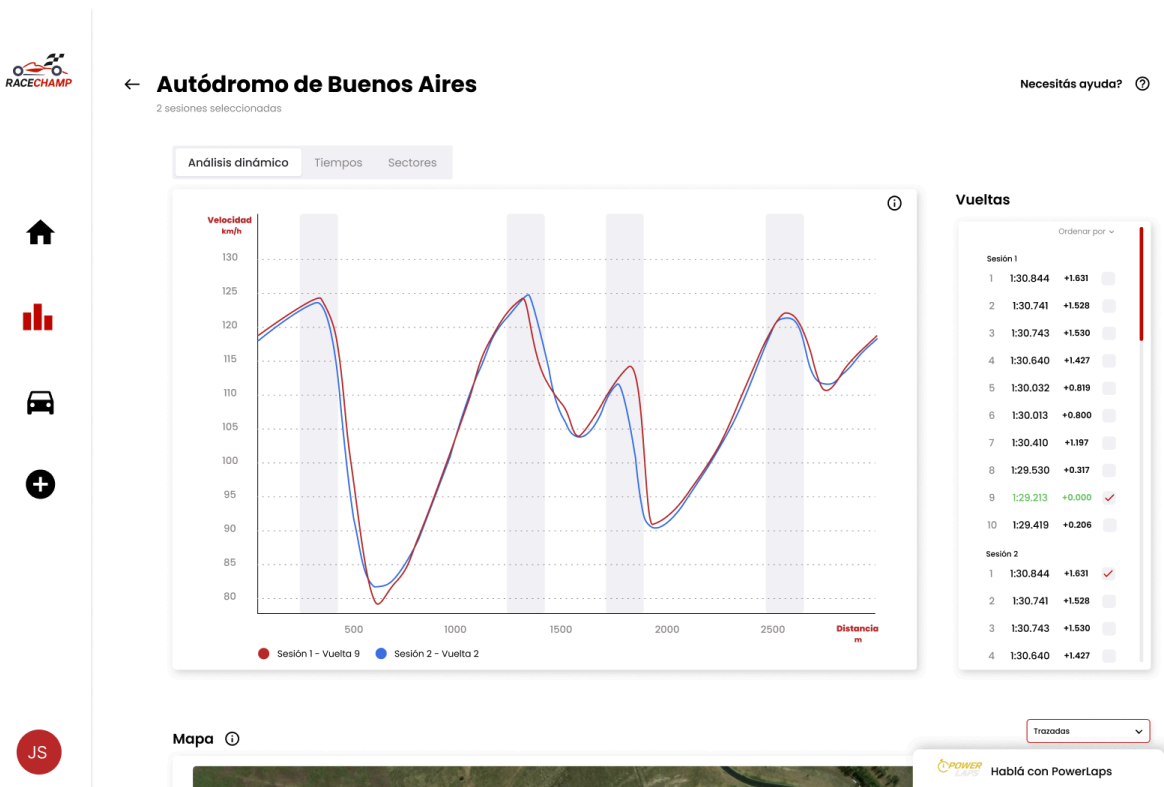 RACECHAMP
Autódromo de Buenos Aires
2 sesiones seleccionadas
Necesitás ayuda?
Análisis dinámico Tiempos Sectores
Velocidad
km/h
130
125
120
115
110
105
100
95
90
85
80
500 1000 1500 2000 2500 Distancia
m
Sesión 1 - Vuelta 9 Sesión 2 - Vuelta 2
Vueltas
Ordenar por
Sesión 1
1 1:30.844 +1.631
2 1:30.741 +1.528
3 1:30.743 +1.530
4 1:30.640 +1.427
5 1:30.032 +0.819
6 1:30.013 +0.800
7 1:30.410 +1.197
8 1:29.530 +0.317
9 1:29.213 +0.000
10 1:29.419 +0.206
Sesión 2
1 1:30.844 +1.631
2 1:30.741 +1.528
3 1:30.743 +1.530
4 1:30.640 +1.427
JS
Mapa
Trazadas
POWER
LAPS
Hablá con PowerLaps